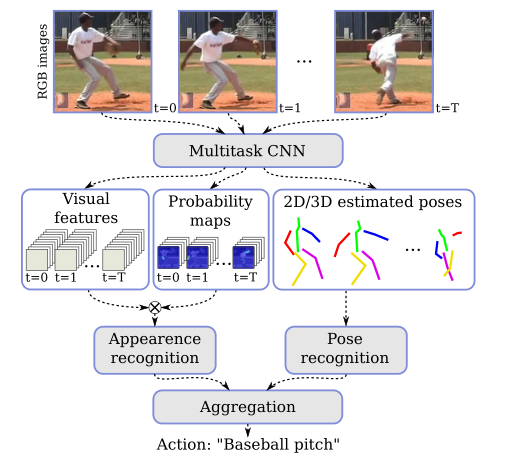 RGB images
t=0
t=1
...
t=T
Multitask CNN
Visual
features
t=0
t=1
...
t=T
Probability
maps
t=0
t=1
...
t=T
2D/3D estimated poses
...
Appearence
recognition
Pose
recognition
Aggregation
Action: "Baseball pitch"